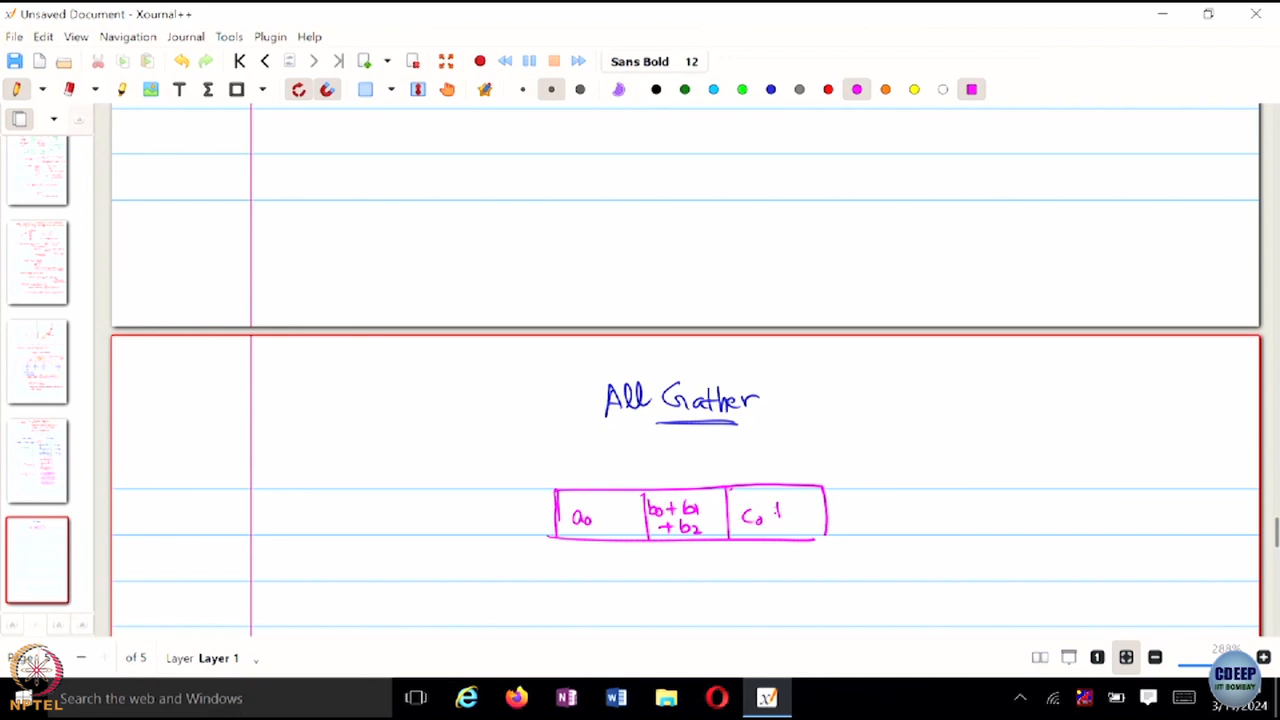 Unsaved Document - Xournal++
File Edit View Navigation Journal Tools Plugin Help
Sans Bold 12
All Gather
a₀ b₀ + b₁ + b₂ c₀ +
of 5 Layer Layer 1
288%
Search the web and Windows
NPTEL
CDEEP
IIT BOMBAY